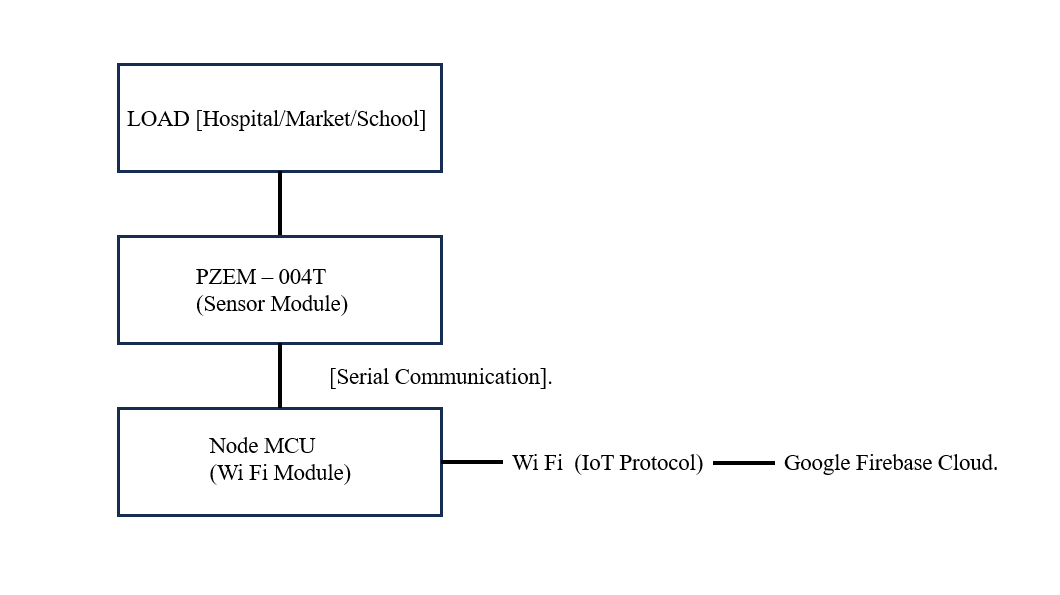 LOAD [Hospital/Market/School]
PZEM – 004T
(Sensor Module)
[Serial Communication].
Node MCU
(Wi Fi Module)
Wi Fi  (IoT Protocol)
Google Firebase Cloud.